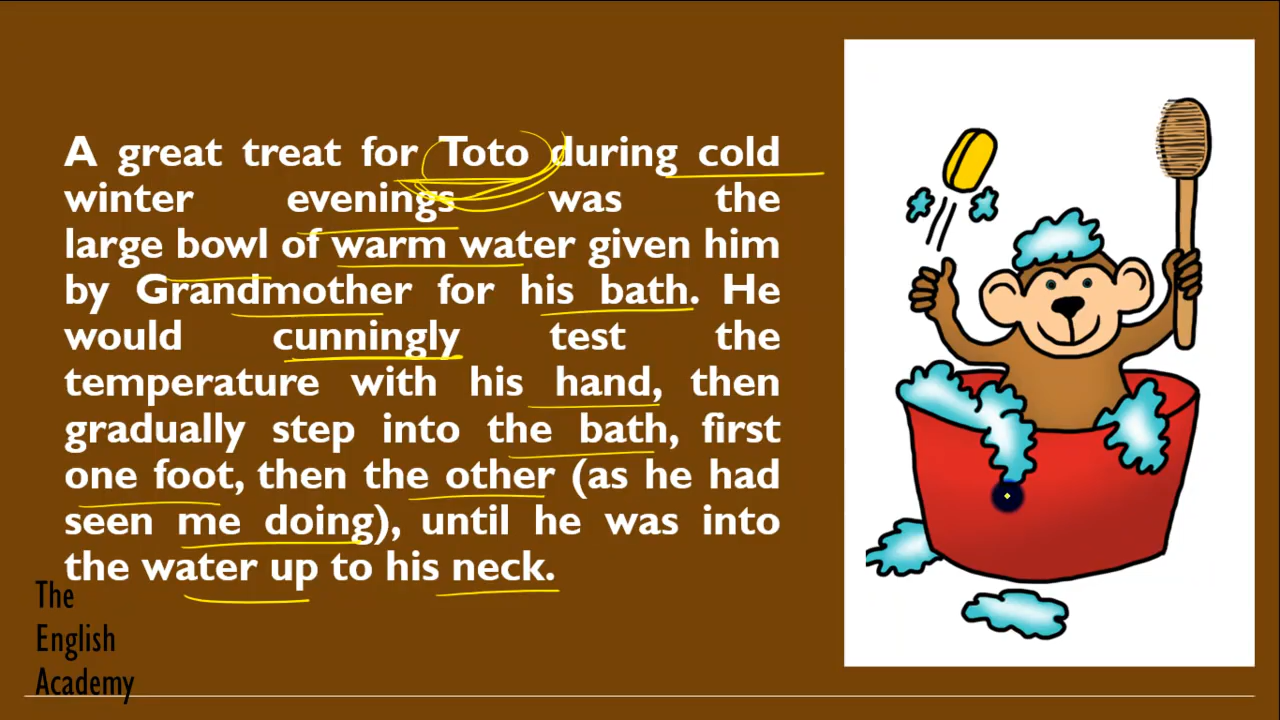 A great treat for Toto during cold
winter evenings was the
large bowl of warm water given him
by Grandmother for his bath. He
would cunningly test the
temperature with his hand, then
gradually step into the bath, first
one foot, then the other (as he had
seen me doing), until he was into
the water up to his neck.
The
English
Academy